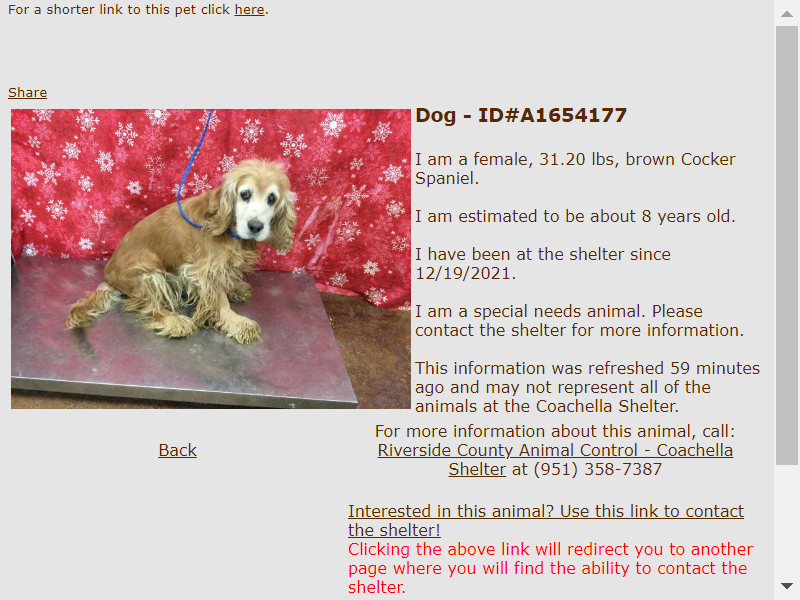 For a shorter link to this pet click here.
Share
Dog - ID#A1654177
I am a female, 31.20 lbs, brown Cocker
Spaniel.
I am estimated to be about 8 years old.
I have been at the shelter since
12/19/2021.
I am a special needs animal. Please
contact the shelter for more information.
This information was refreshed 59 minutes
ago and may not represent all of the
animals at the Coachella Shelter.
Back
For more information about this animal, call:
Riverside County Animal Control - Coachella
Shelter at (951) 358-7387
Interested in this animal? Use this link to contact
the shelter!
Clicking the above link will redirect you to another
page where you will find the ability to contact the
shelter.